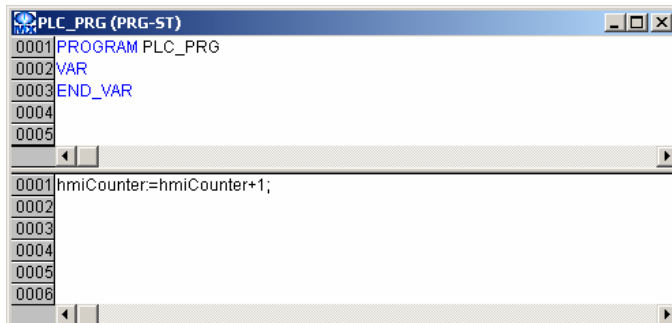 PLC_PRG (PRG-ST)
0001 PROGRAM PLC_PRG
0002 VAR
0003 END_VAR
0004
0005
0001 hmiCounter:=hmiCounter+1;
0002
0003
0004
0005
0006